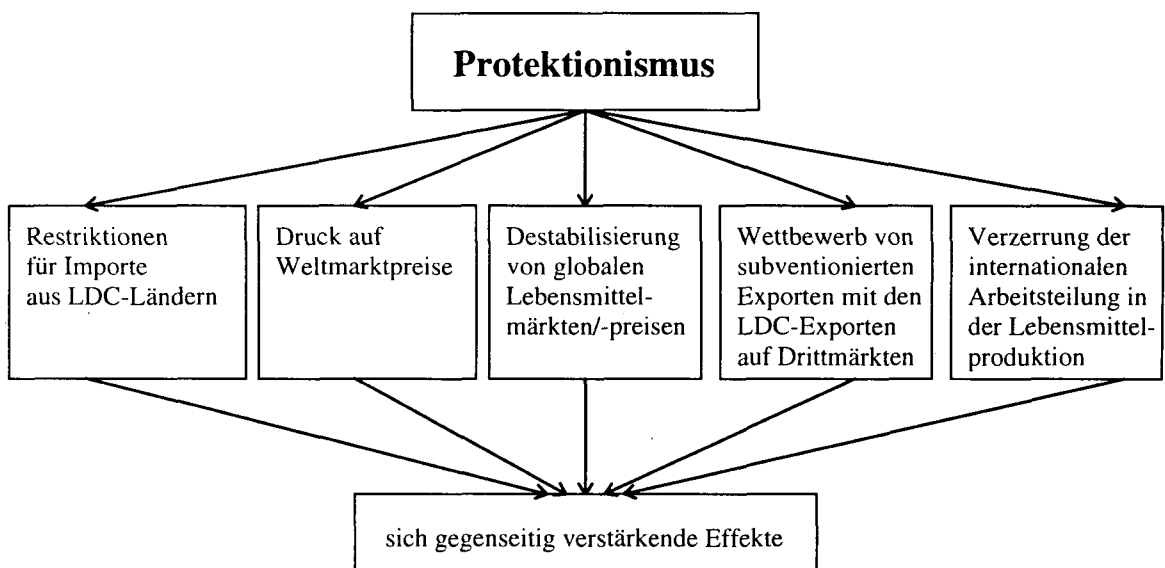 Protektionismus
Restriktionen
für Importe
aus LDC-Ländern
Druck auf
Weltmarktpreise
Destabilisierung
von globalen
Lebensmittel-
märkten/-preisen
Wettbewerb von
subventionierten
Exporten mit den
LDC-Exporten
auf Drittmärkten
Verzerrung der
internationalen
Arbeitsteilung in
der Lebensmittel-
produktion
sich gegenseitig verstärkende Effekte